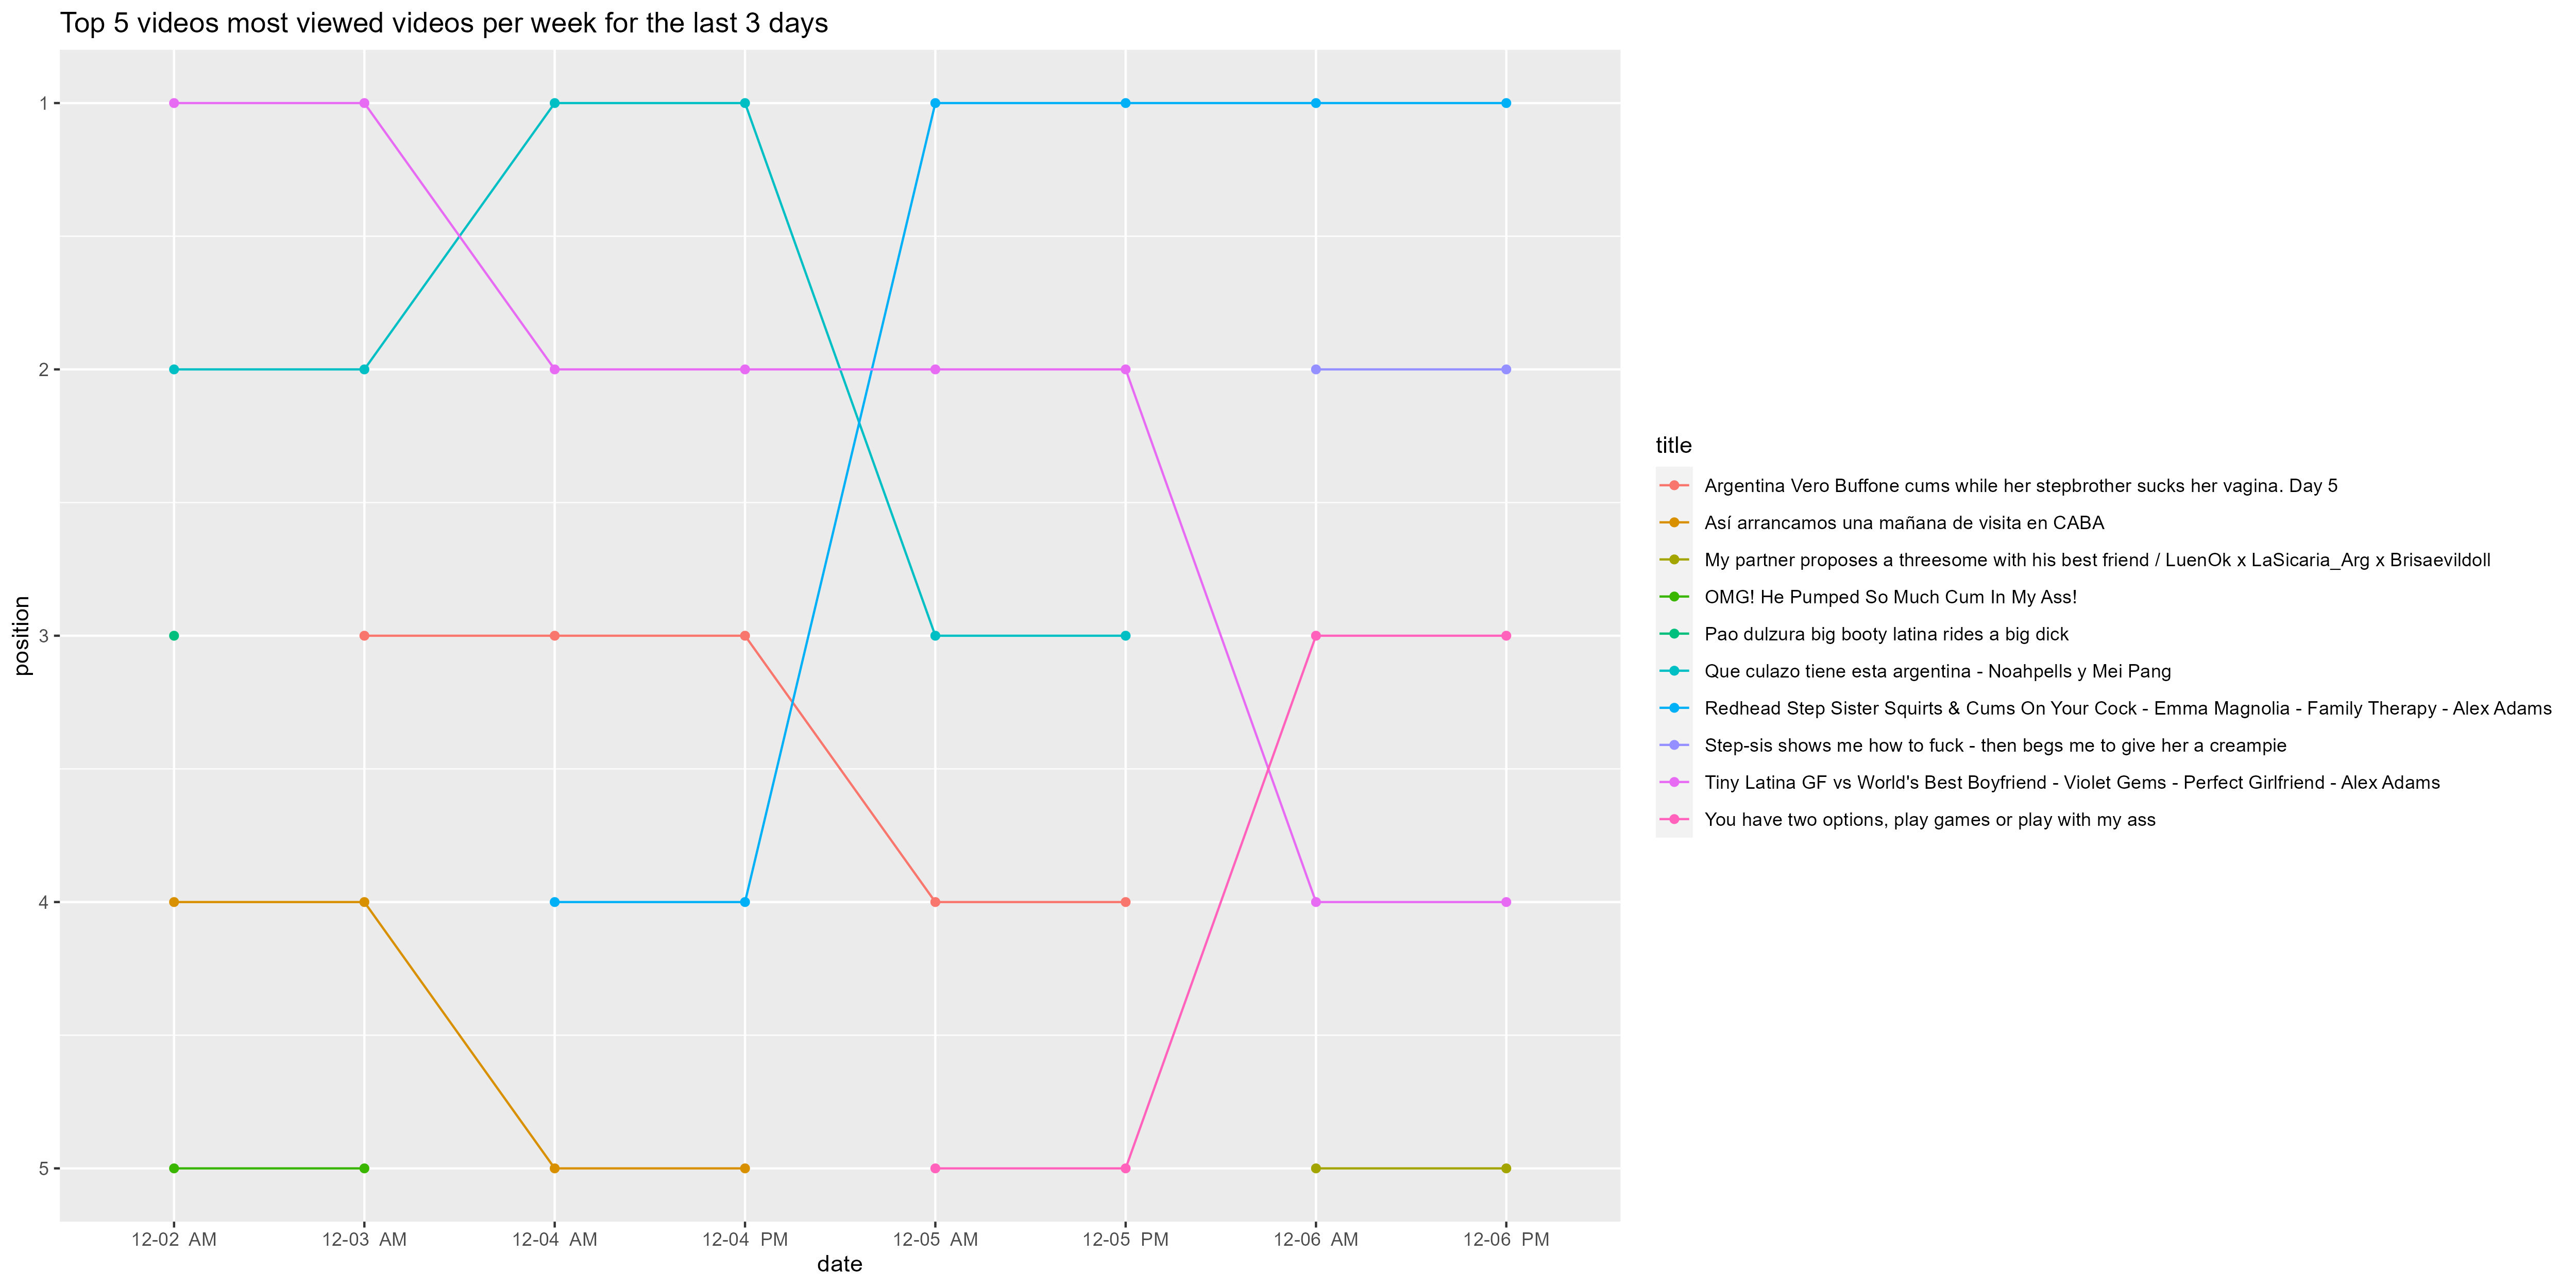 Top 5 videos most viewed videos per week for the last 3 days
position
1
2
3
4
5
12-02 AM
12-03 AM
12-04 AM
12-04 PM
12-05 AM
12-05 PM
12-06 AM
12-06 PM
date
title
Argentina Vero Buffone cums while her stepbrother sucks her vagina. Day 5
Así arrancamos una mañana de visita en CABA
My partner proposes a threesome with his best friend / LuenOk x LaSicaria_Arg x Brisaevildoll
OMG! He Pumped So Much Cum In My Ass!
Pao dulzura big booty latina rides a big dick
Que culazo tiene esta argentina - Noahpells y Mei Pang
Redhead Step Sister Squirts & Cums On Your Cock - Emma Magnolia - Family Therapy - Alex Adams
Step-sis shows me how to fuck - then begs me to give her a creampie
Tiny Latina GF vs World's Best Boyfriend - Violet Gems - Perfect Girlfriend - Alex Adams
You have two options, play games or play with my ass